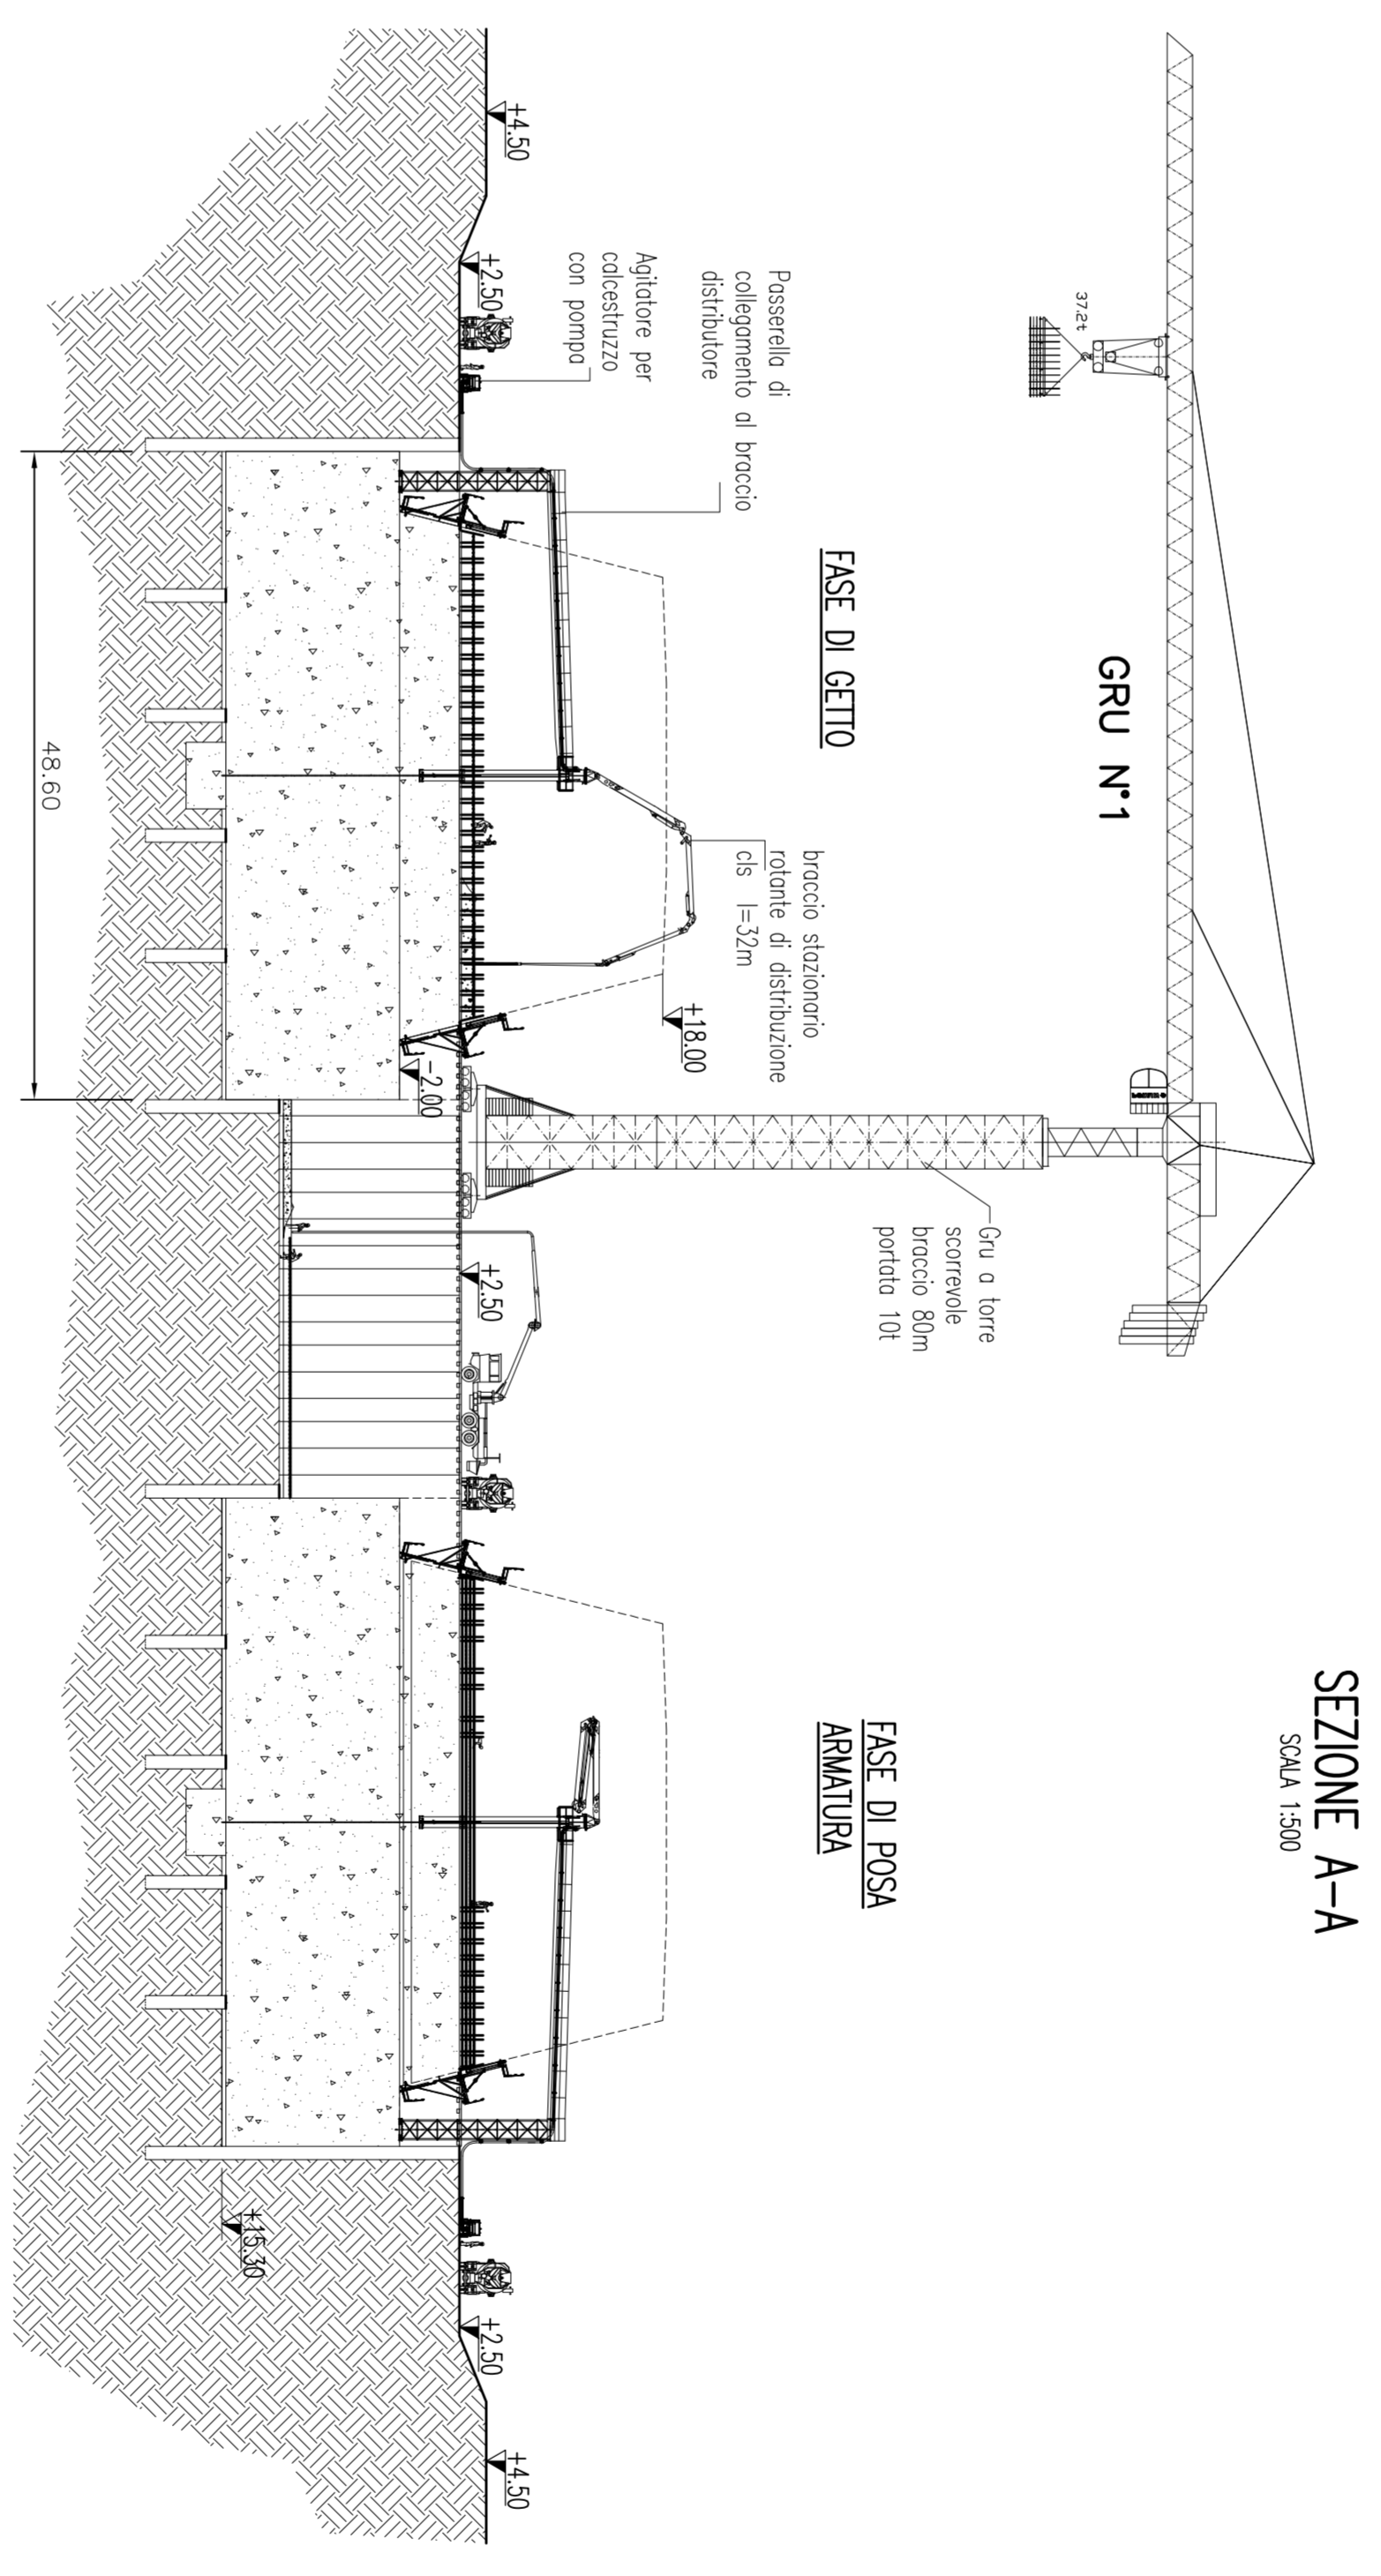 SEZIONE A-A
SCALA 1:500
GRU N°1
37.2t
Gru a torre
scorrevole
braccio 80m
portata 10t
FASE DI GETTO
FASE DI POSA
ARMATURA
Passerella di
collegamento al braccio
distributore
Agitatore per
calcestruzzo
con pompa
braccio stazionario
rotante di distribuzione
cls l=32m
+18.00
+4.50
+2.50
-2.00
+2.50
+2.50
+4.50
+15.30
48.60